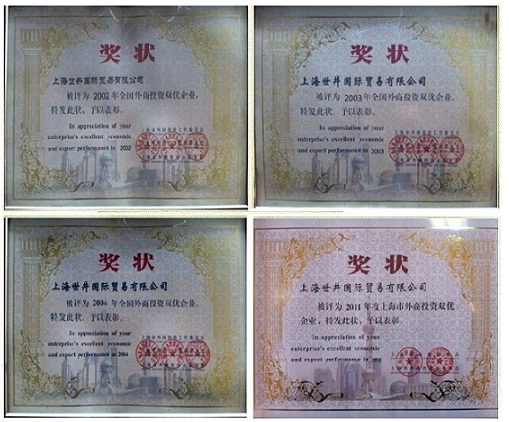 奖状
上海世井国际贸易有限公司
被评为 2002 年全国外商投资双优企业,
特发此状、予以表彰。
In appreciation of your
enterprise's excellent economic
and export performance in 2002
奖状
上海世井国际贸易有限公司
被评为 2003 年全国外商投资双优企业,
特发此状、予以表彰。
In appreciation of your
enterprise's excellent economic
and export performance in 2003
奖状
上海世井国际贸易有限公司
被评为 2004 年全国外商投资双优企业,
特发此状、予以表彰。
In appreciation of your
enterprise's excellent economic
and export performance in 2004
奖状
上海世井国际贸易有限公司
被评为 2011 年度上海市外商投资双优
企业, 特发此状、予以表彰。
In appreciation of your
enterprise's excellent economic
and export performance in